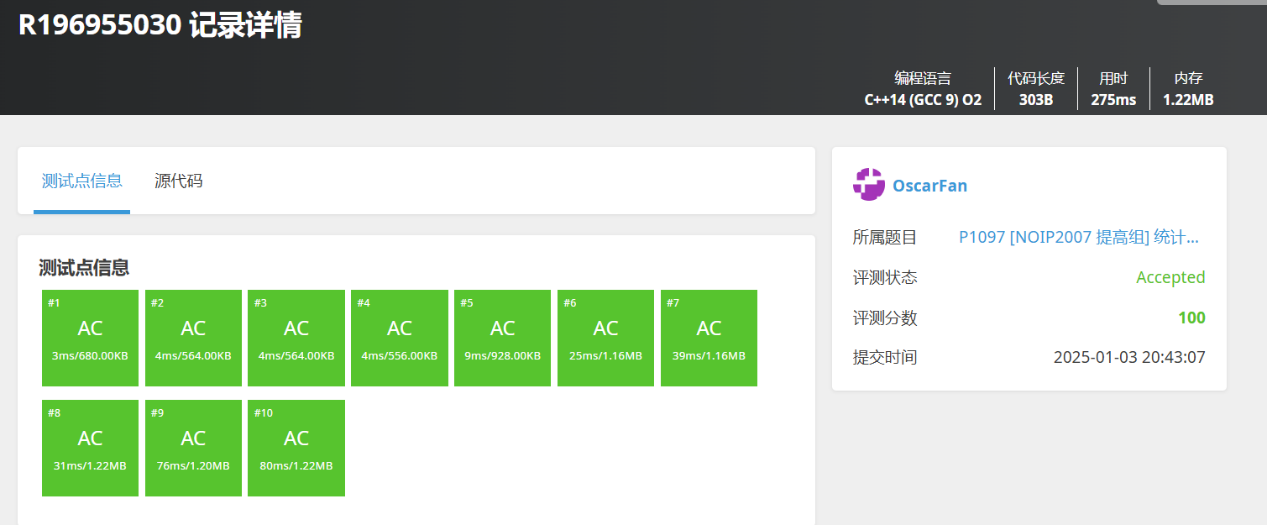 R196955030 记录详情
编程语言 代码长度 用时 内存
C++14 (GCC 9) O2 303B 275ms 1.22MB
测试点信息 源代码
OscarFan
所属题目 P1097 [NOIP2007 提高组] 统计...
评测状态 Accepted
评测分数 100
提交时间 2025-01-03 20:43:07
测试点信息
#1 #2 #3 #4 #5 #6 #7
AC AC AC AC AC AC AC
3ms/680.00KB 4ms/564.00KB 4ms/564.00KB 4ms/556.00KB 9ms/928.00KB 25ms/1.16MB 39ms/1.16MB
#8 #9 #10
AC AC AC
31ms/1.22MB 76ms/1.20MB 80ms/1.22MB